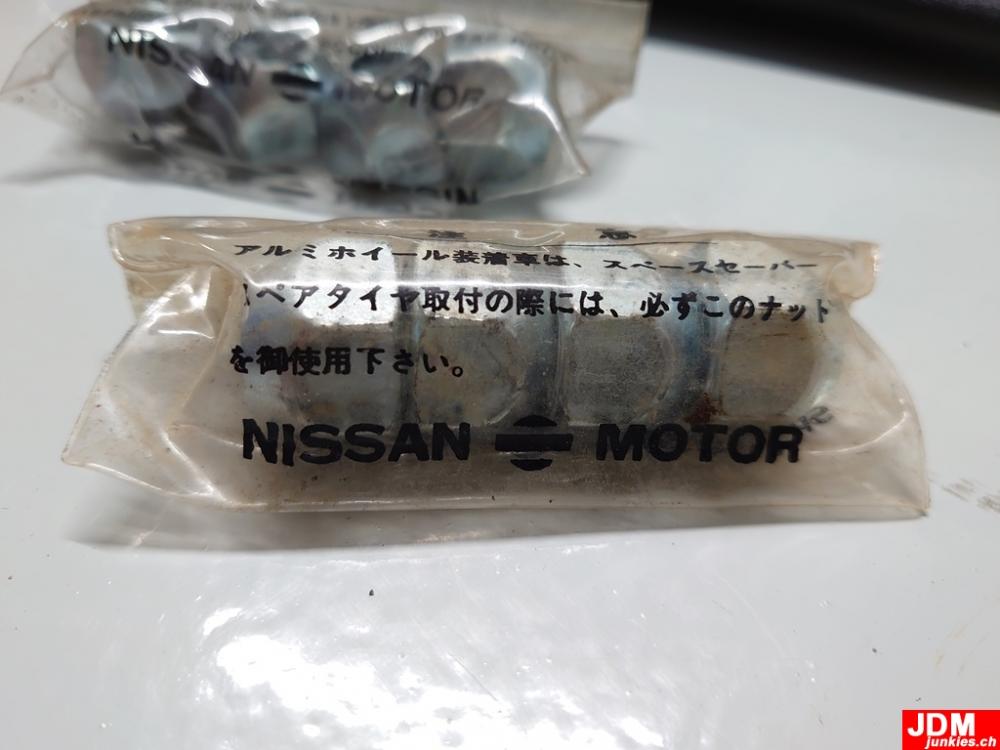 NISSAN MOTOR
注 意
アルミホイール装着車は、スペースセーバー
スペアタイヤ取付の際には、必ずこのナット
を御使用下さい。
NISSAN MOTOR
JDM
junkies.ch